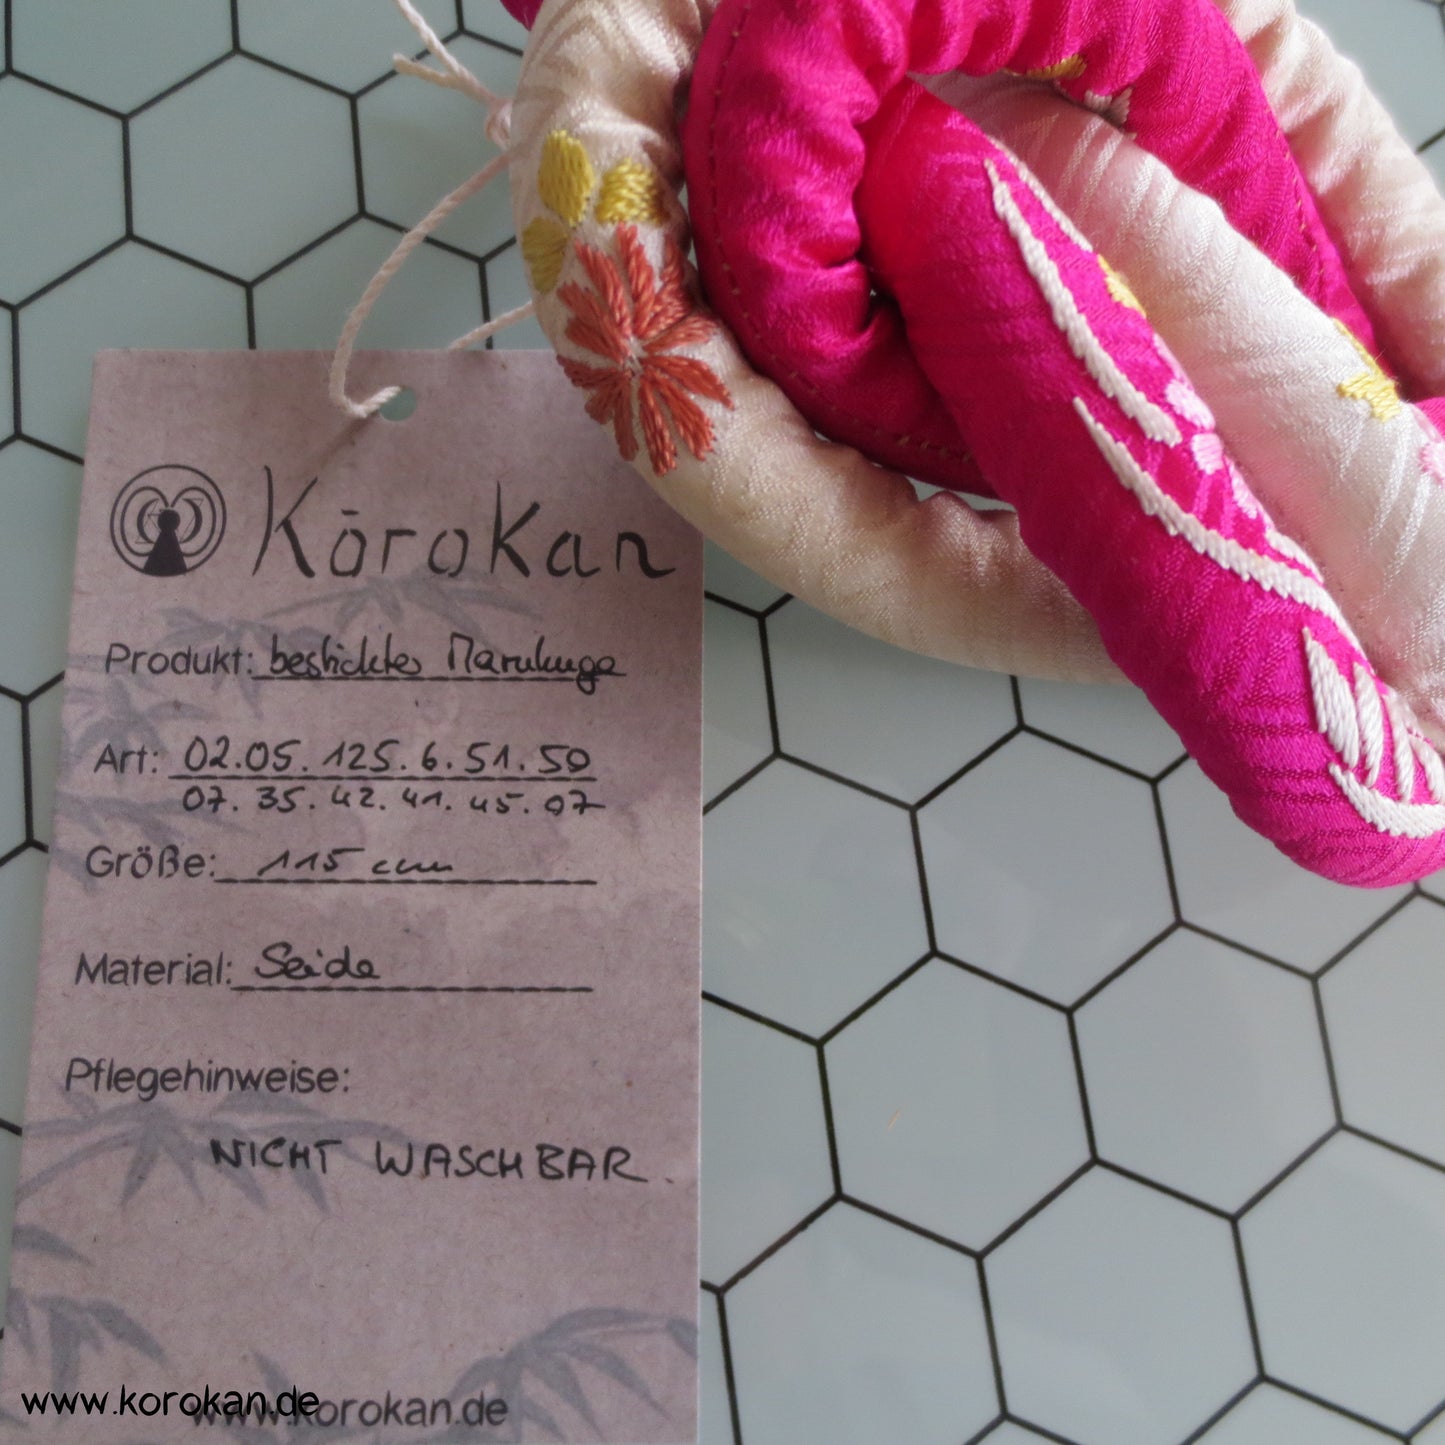 Kōrokan
Produkt: besticktes Marukuge
Art: 02.05.125.6.51.50
07.35.42.41.45.07
Größe: 115 cm
Material: Seide
Pflegehinweise:
NICHT WASCHBAR.
www.korokan.de
www.korokan.de